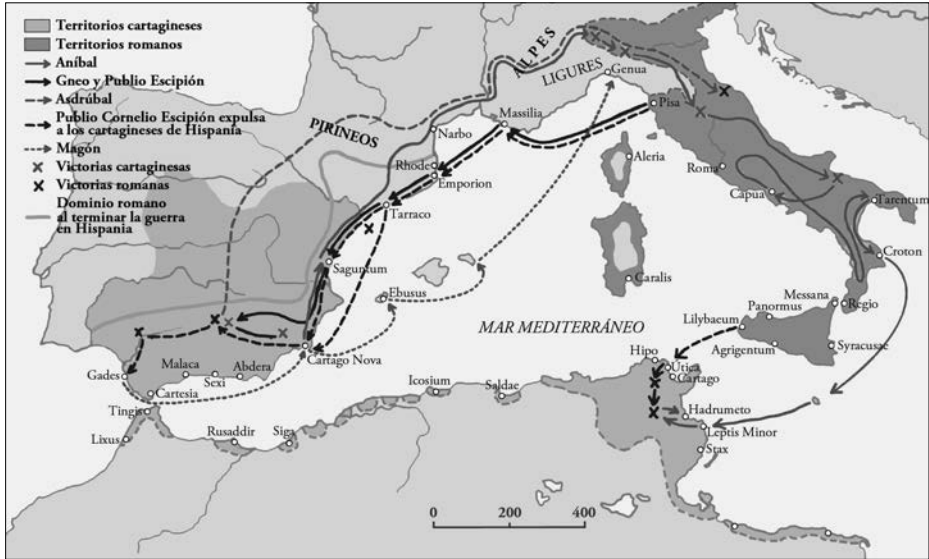 Territorios cartagineses
Territorios romanos
Aníbal
Gneo y Publio Escipión
Asdrúbal
Publio Cornelio Escipión expulsa
a los cartagineses de Hispania
Magón
Victorias cartaginesas
Victorias romanas
Dominio romano
al terminar la guerra
en Hispania
ALPES
LIGURES
Genua
Massilia
Pisa
PIRINEOS
Narbo
Rhode
Emporion
Aleria
Roma
Capua
Tarentum
Tarraco
Saguntum
Croton
Caralis
Ebusus
Messana
Regio
Panormus
Lilybaeum
MAR MEDITERRÁNEO
Agrigentum
Syracusae
Cartago Nova
Hipo
Utica
Cartago
Malaca
Sexi
Abdera
Gades
Cartesia
Icosium
Saldae
Tingis
Lixus
Rusaddir
Siga
Hadrumeto
Leptis Minor
Stax
0 200 400